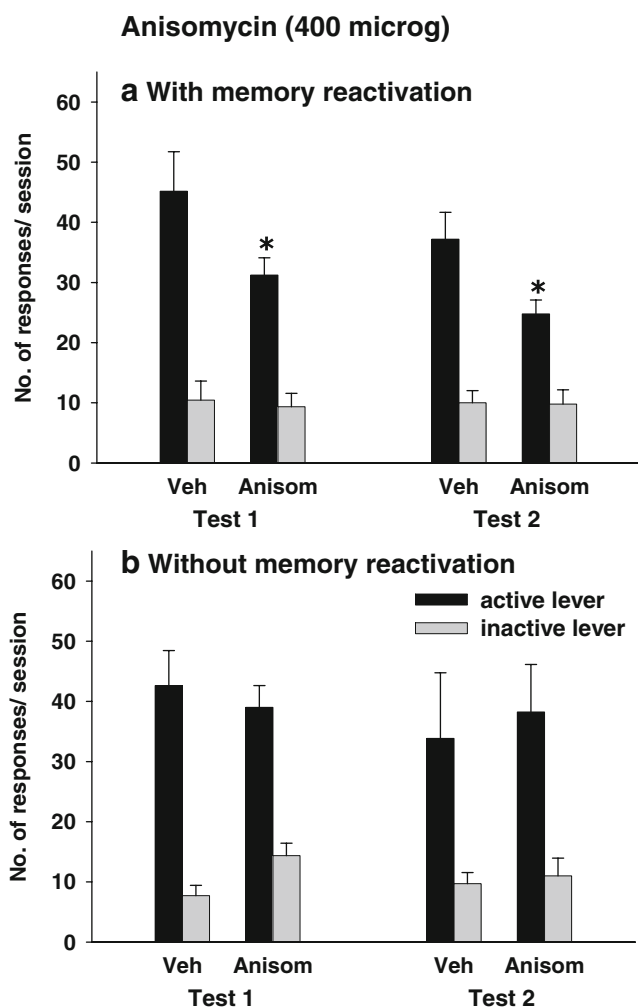 Anisomycin (400 microg)
a With memory reactivation
No. of responses/ session
60
50
40
30
20
10
0
*
*
Veh Anisom Veh Anisom
Test 1 Test 2
b Without memory reactivation
active lever
inactive lever
No. of responses/ session
60
50
40
30
20
10
0
Veh Anisom Veh Anisom
Test 1 Test 2